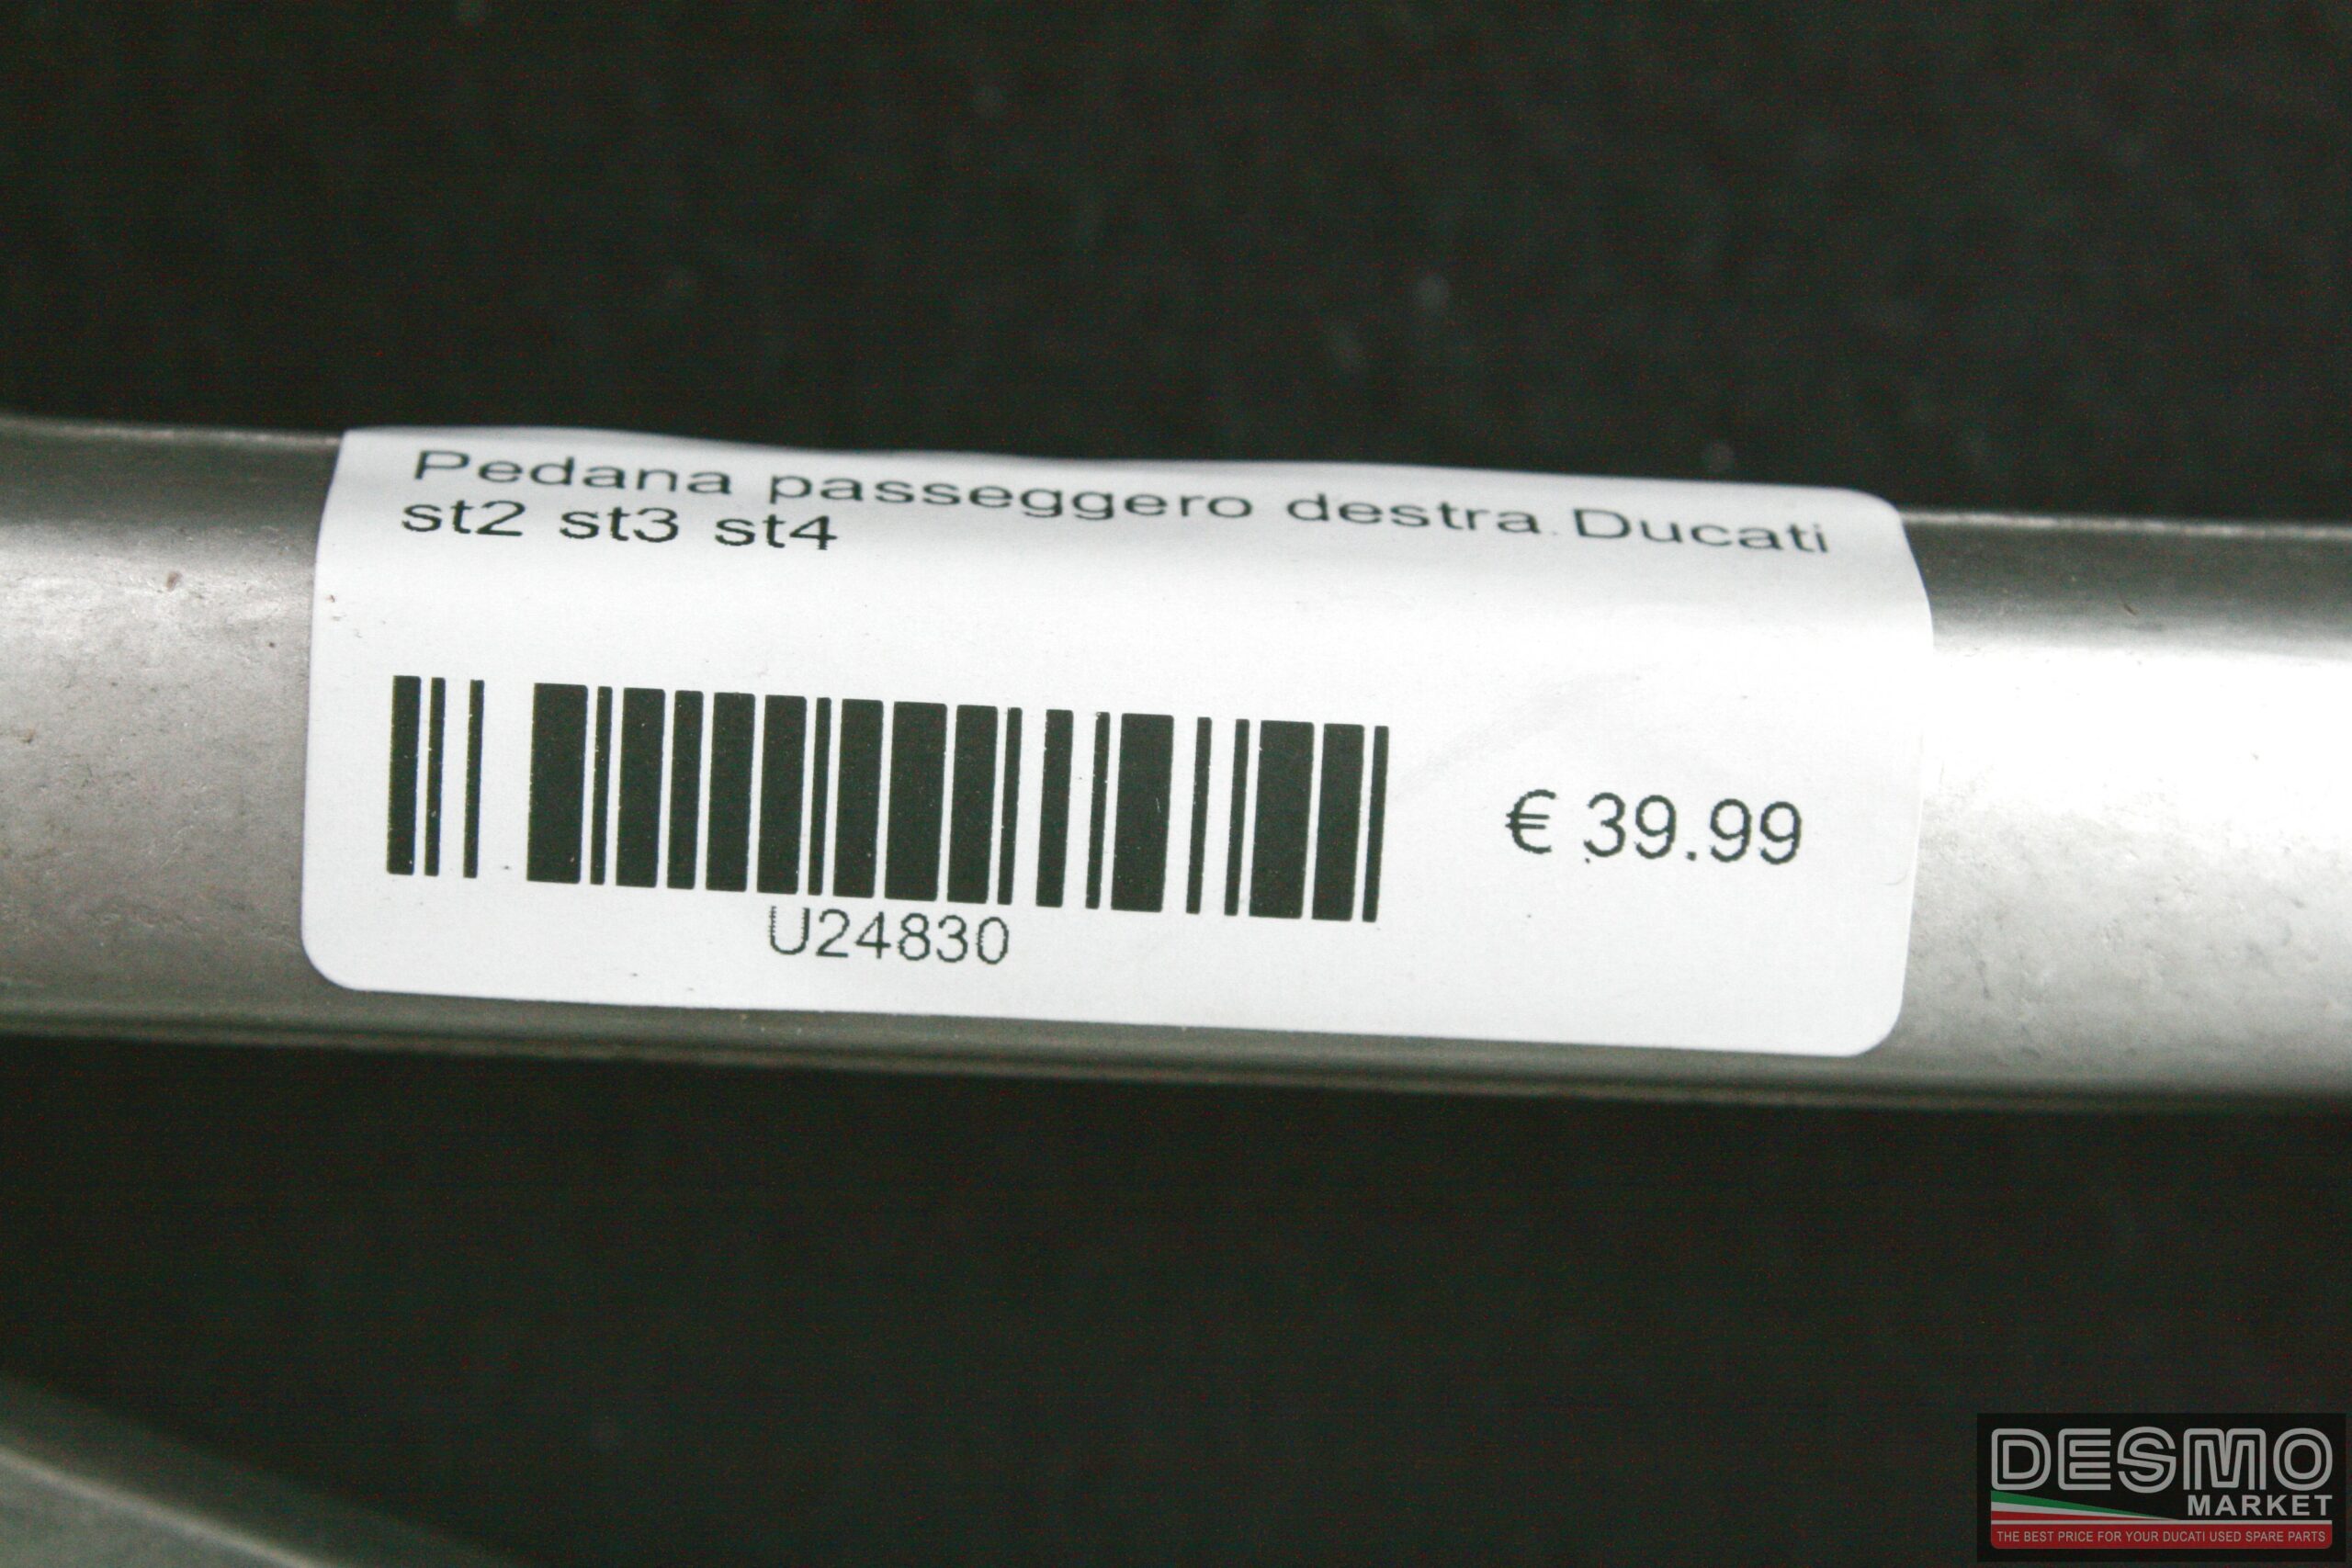 Pedana passeggero destra Ducati
st2 st3 st4
€ 39.99
U24830
DESMO
MARKET
THE BEST PRICE FOR YOUR DUCATI USED SPARE PARTS